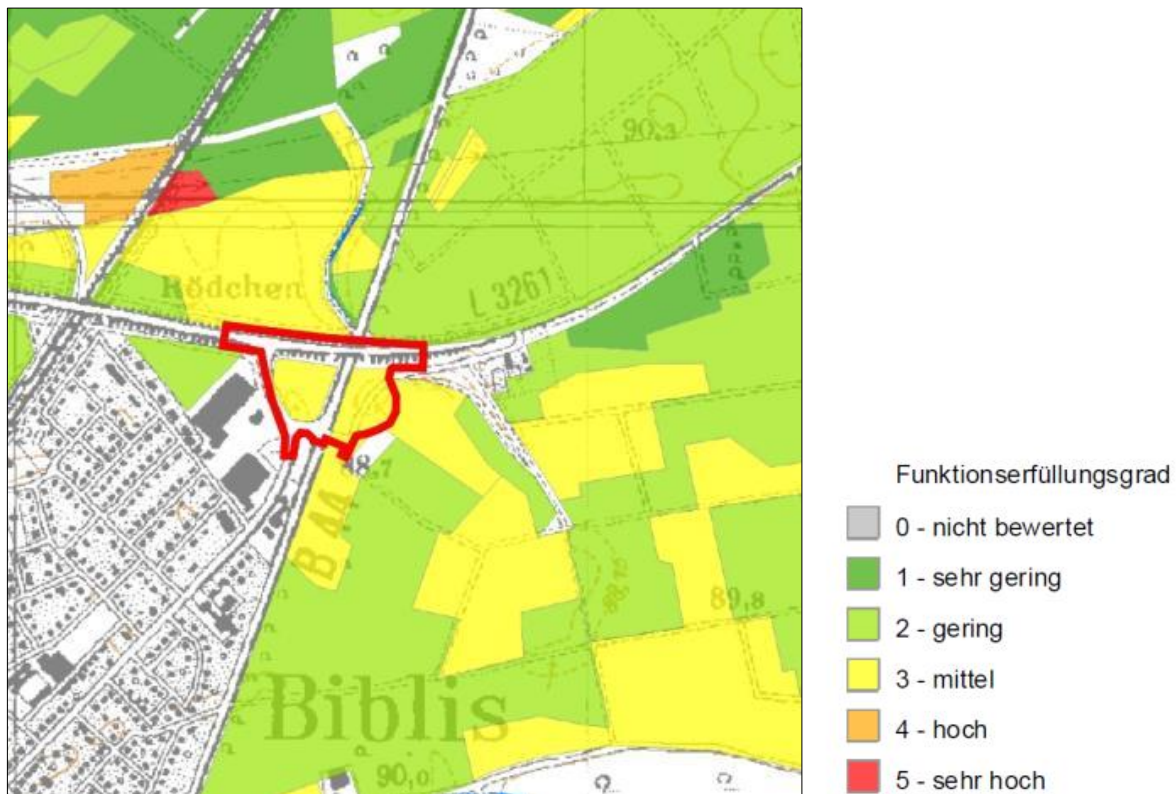 90,3
Rödchen
L 3261
88,7
B 44
89,8
Biblis
90,0
Funktionserfüllungsgrad
0 - nicht bewertet
1 - sehr gering
2 - gering
3 - mittel
4 - hoch
5 - sehr hoch